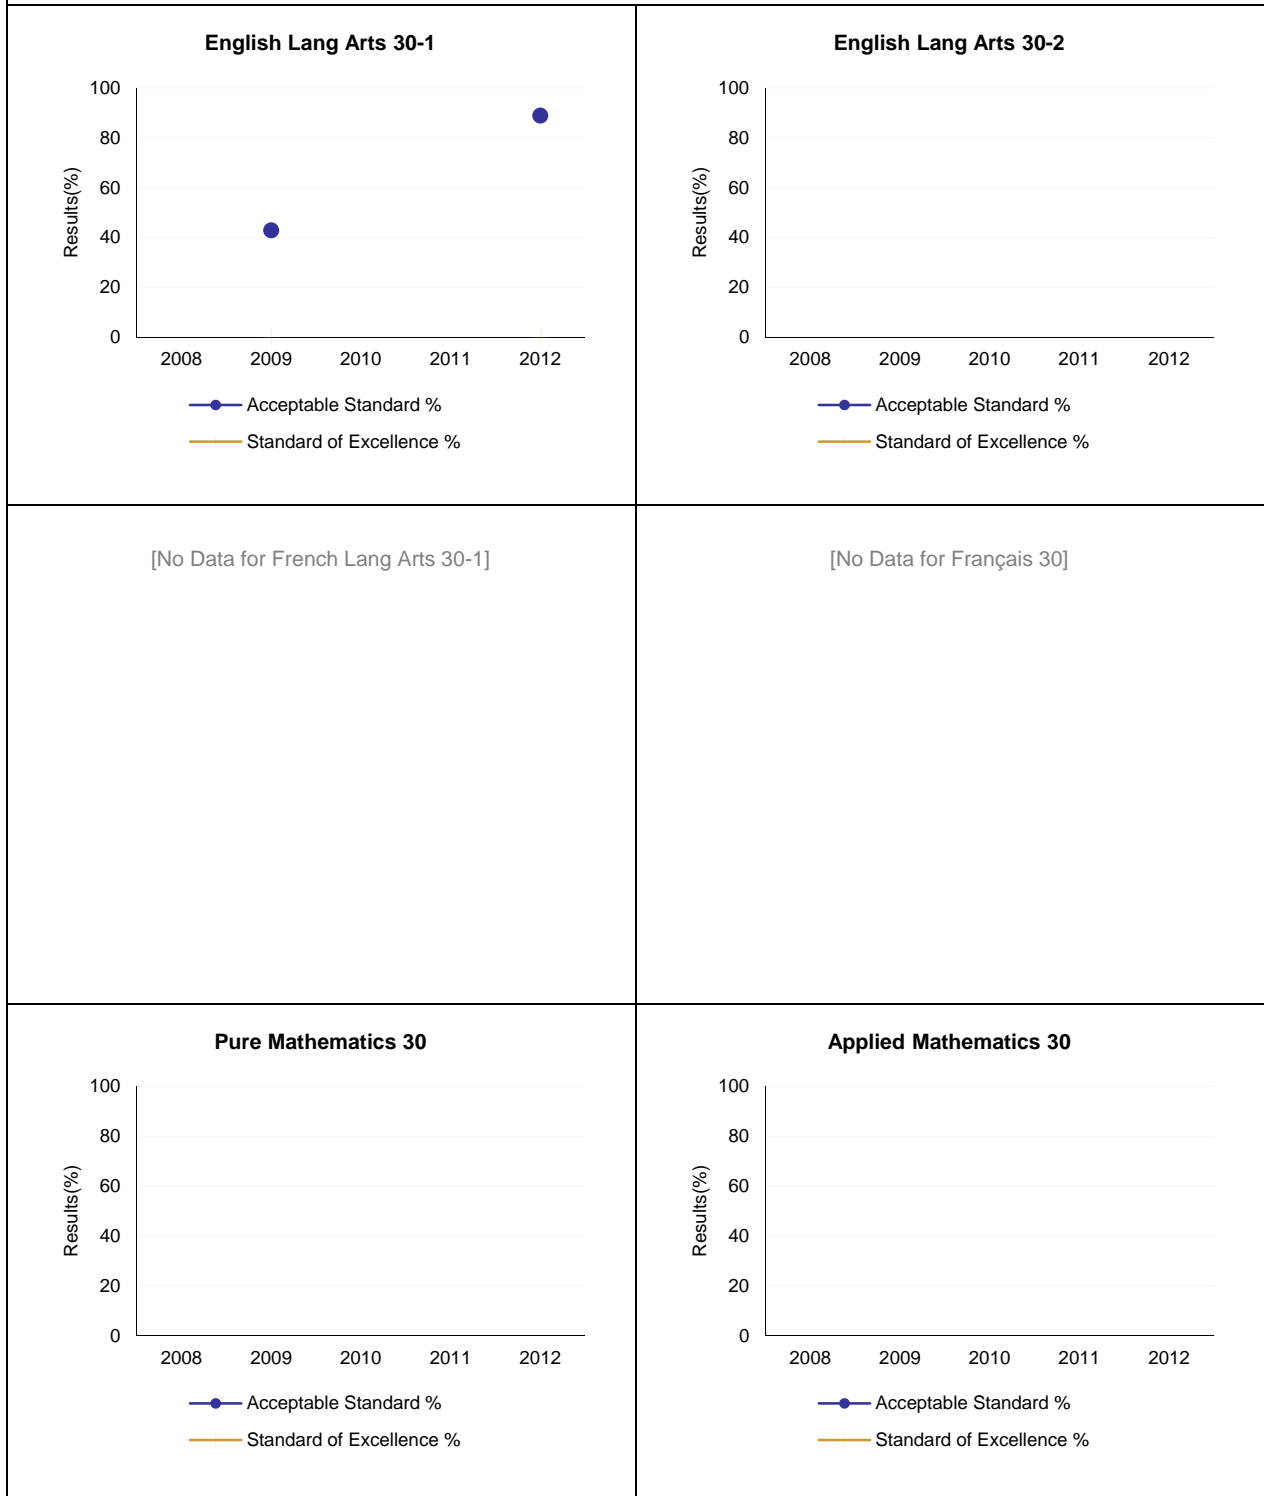 English Lang Arts 30-1
100
80
60
40
20
0
Results(%)
2008 2009 2010 2011 2012
Acceptable Standard %
Standard of Excellence %
English Lang Arts 30-2
100
80
60
40
20
0
Results(%)
2008 2009 2010 2011 2012
Acceptable Standard %
Standard of Excellence %
[No Data for French Lang Arts 30-1]
[No Data for Français 30]
Pure Mathematics 30
100
80
60
40
20
0
Results(%)
2008 2009 2010 2011 2012
Acceptable Standard %
Standard of Excellence %
Applied Mathematics 30
100
80
60
40
20
0
Results(%)
2008 2009 2010 2011 2012
Acceptable Standard %
Standard of Excellence %